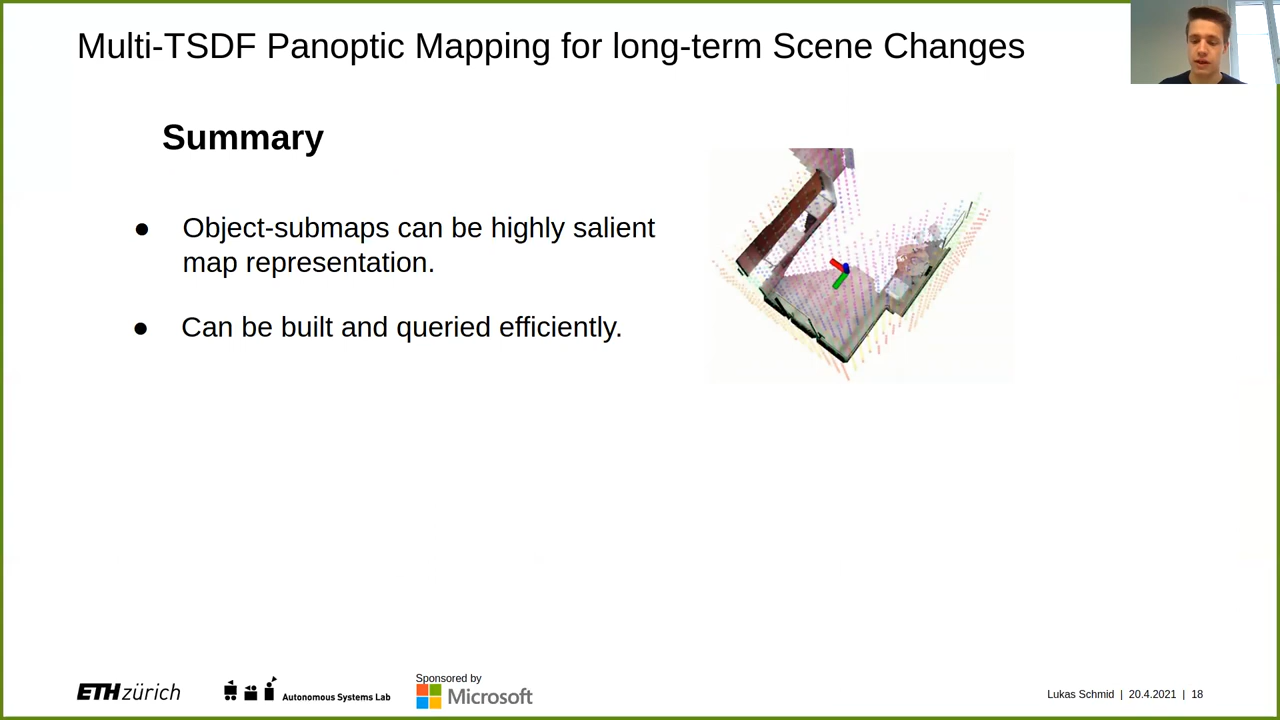 Multi-TSDF Panoptic Mapping for long-term Scene Changes
Summary
● Object-submaps can be highly salient
map representation.
● Can be built and queried efficiently.
ETH zürich
Autonomous Systems Lab
Sponsored by
Microsoft
Lukas Schmid | 20.4.2021 | 18